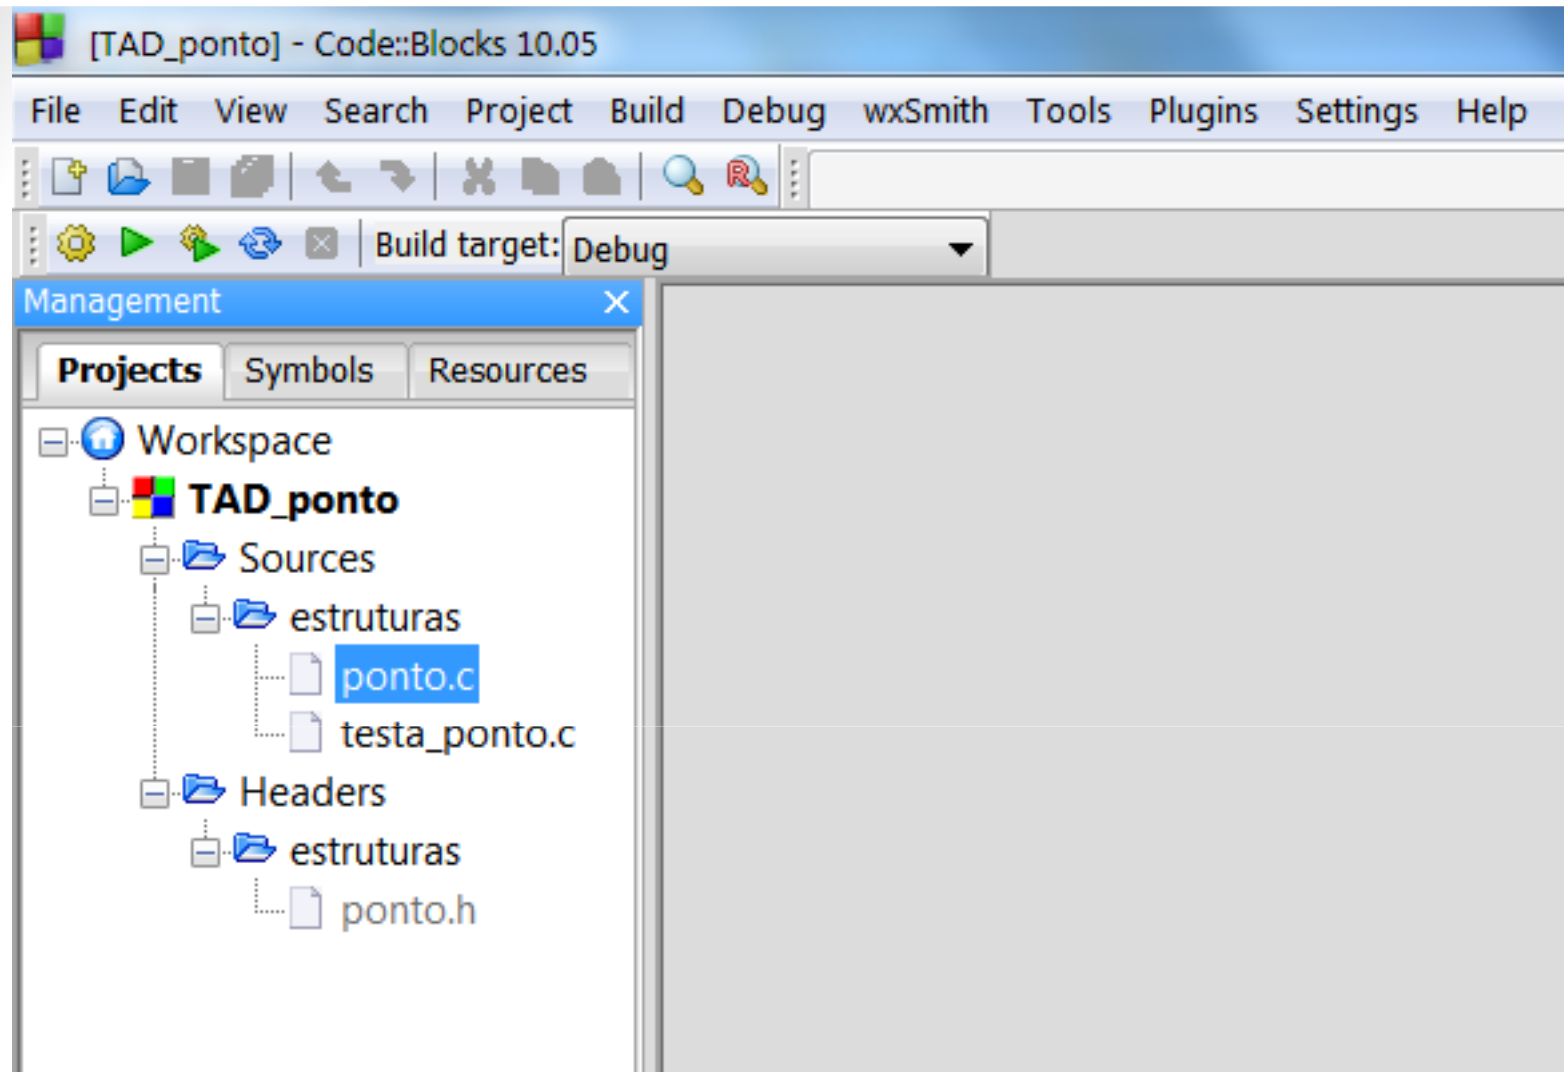 [TAD_ponto] - Code::Blocks 10.05
File Edit View Search Project Build Debug wxSmith Tools Plugins Settings Help
Build target: Debug
Management
Projects Symbols Resources
Workspace
TAD_ponto
Sources
estruturas
ponto.c
testa_ponto.c
Headers
estruturas
ponto.h